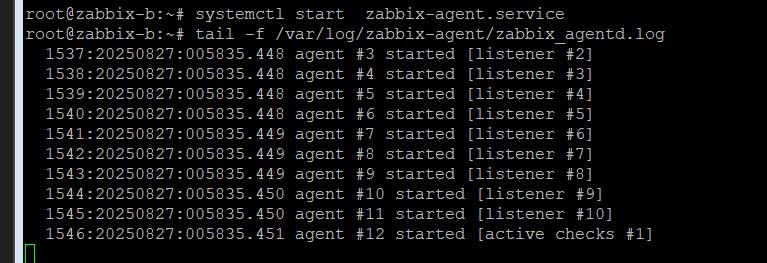 root@zabbix-b:~# systemctl start  zabbix-agent.service
root@zabbix-b:~# tail -f /var/log/zabbix-agent/zabbix_agentd.log
  1537:20250827:005835.448 agent #3 started [listener #2]
  1538:20250827:005835.448 agent #4 started [listener #3]
  1539:20250827:005835.448 agent #5 started [listener #4]
  1540:20250827:005835.448 agent #6 started [listener #5]
  1541:20250827:005835.449 agent #7 started [listener #6]
  1542:20250827:005835.449 agent #8 started [listener #7]
  1543:20250827:005835.449 agent #9 started [listener #8]
  1544:20250827:005835.450 agent #10 started [listener #9]
  1545:20250827:005835.450 agent #11 started [listener #10]
  1546:20250827:005835.451 agent #12 started [active checks #1]